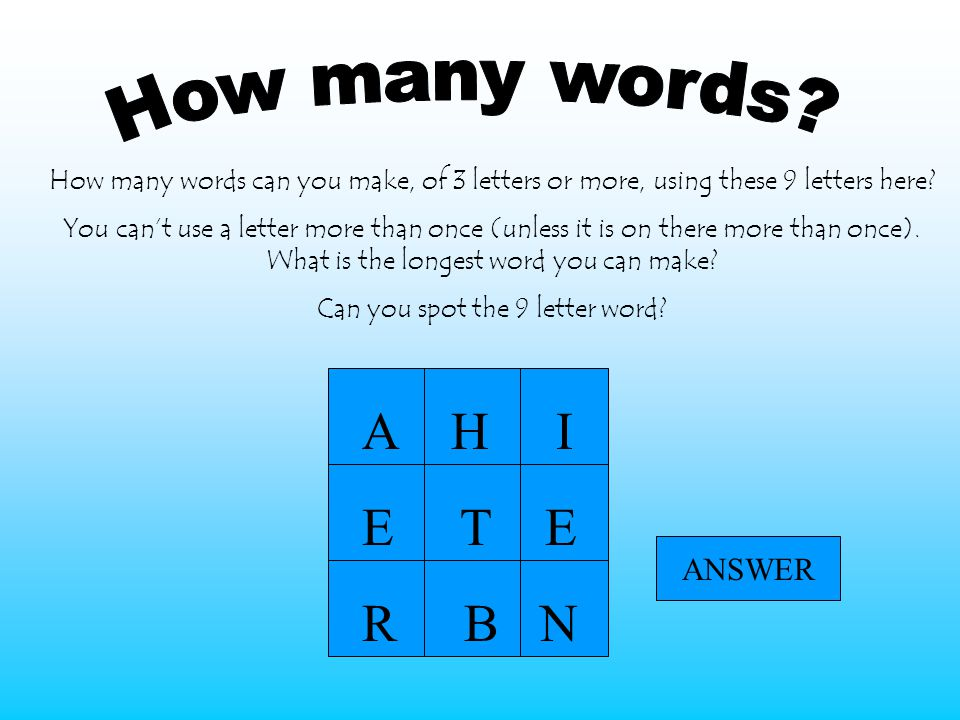 How many words?
How many words can you make, of 3 letters or more, using these 9 letters here?
You can't use a letter more than once (unless it is on there more than once).
What is the longest word you can make?
Can you spot the 9 letter word?
A H I
E T E
R B N
ANSWER